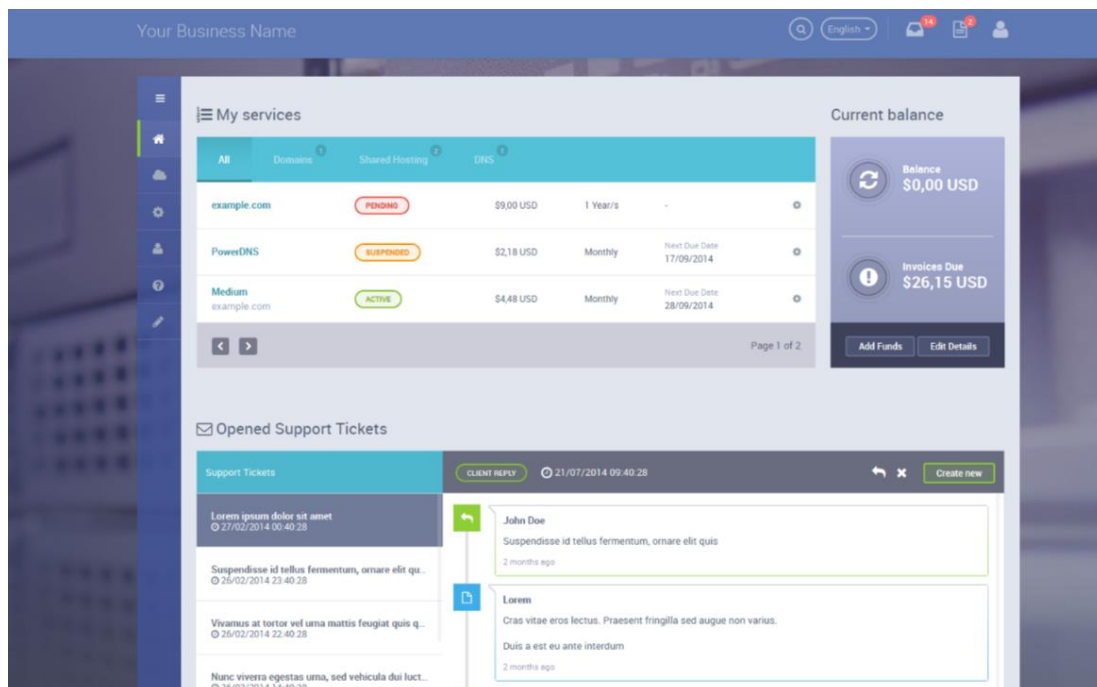 Your Business Name
English
14
2
My services
Current balance
All
Domains
Shared Hosting
2
DNS
Balance
$0,00 USD
example.com
PENDING
$9,00 USD
1 Year/s
-
PowerDNS
SUSPENDED
$2,18 USD
Monthly
Next Due Date
17/09/2014
Invoices Due
$26,15 USD
Medium
example.com
ACTIVE
$4,48 USD
Monthly
Next Due Date
28/09/2014
Page 1 of 2
Add Funds
Edit Details
Opened Support Tickets
Support Tickets
CLIENT REPLY
21/07/2014 09:40:28
Create new
Lorem ipsum dolor sit amet
27/02/2014 00:40:28
John Doe
Suspendisse id tellus fermentum, ornare elit quis
2 months ago
Suspendisse id tellus fermentum, ornare elit qu...
26/02/2014 23:40:28
Lorem
Cras vitae eros lectus. Praesent fringilla sed augue non varius.
Duis a est eu ante interdum
2 months ago
Vivamus at tortor vel urna mattis feugiat quis q...
26/02/2014 22:40:28
Nunc viverra egestas urna, sed vehicula dui luct...